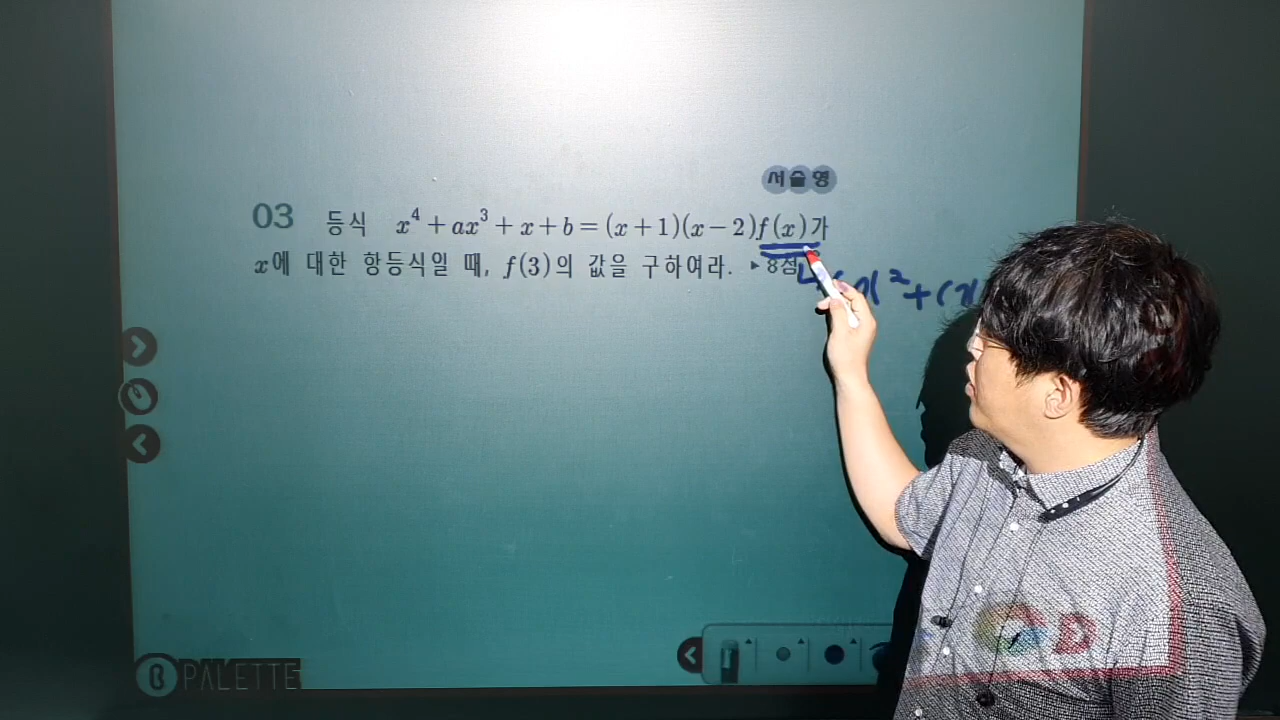 서술형
03 등식 x⁴ + ax³ + x + b = (x+1)(x−2)f(x)가
x에 대한 항등식일 때, f(3)의 값을 구하여라. ▶ 8점
x² + (x
PALETTE